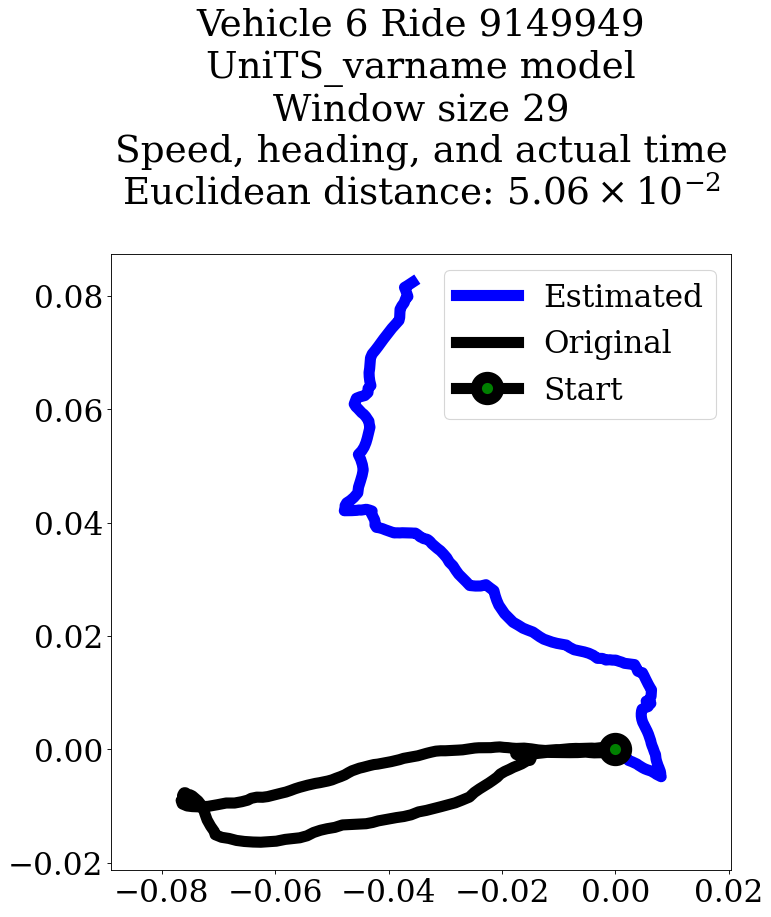 Vehicle 6 Ride 9149949
UniTS_varname model
Window size 29
Speed, heading, and actual time
Euclidean distance: 5.06 × 10⁻²
Estimated
Original
Start
0.08
0.06
0.04
0.02
0.00
−0.02
−0.08 −0.06 −0.04 −0.02 0.00 0.02